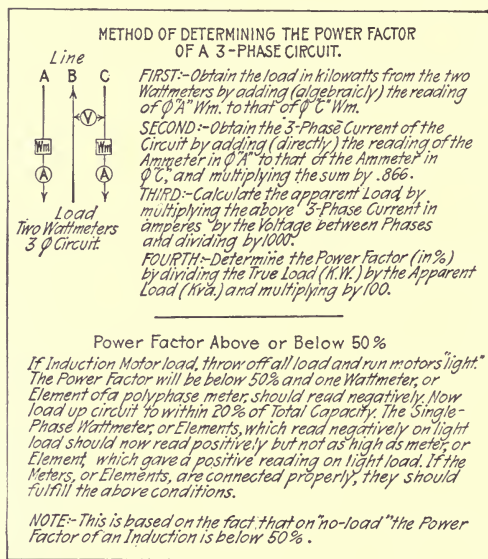 METHOD OF DETERMINING THE POWER FACTOR
OF A 3-PHASE CIRCUIT.
Line
A B C
V
Wm Wm
A A
Load
Two Wattmeters
3 ϕ Circuit
FIRST:-Obtain the load in kilowatts from the two
Wattmeters by adding (algebraicly) the reading
of ϕ"A" Wm. to that of ϕ"C" Wm.
SECOND:-Obtain the 3-Phase Current of the
Circuit by adding (directly) the reading of the
Ammeter in ϕ"A" to that of the Ammeter in
ϕ"C", and multiplying the sum by .866.
THIRD:-Calculate the apparent Load, by
multiplying the above "3-Phase Current in
amperes" by the Voltage between Phases
and dividing by 1000.
FOURTH:-Determine the Power Factor (in%)
by dividing the True Load (K.W.) by the Apparent
Load (Kva.) and multiplying by 100.
Power Factor Above or Below 50%
If Induction Motor load, throw off all load and run motors "light."
The Power Factor will be below 50% and one Wattmeter, or
Element of a polyphase meter, should read negatively. Now
load up circuit to within 20% of Total Capacity. The Single-
Phase Wattmeter, or Elements, which read negatively on light
load should now read positively but not as high as meter, or
Element, which gave a positive reading on light load. If the
Meters, or Elements, are connected properly, they should
fulfill the above conditions.
NOTE:-This is based on the fact that on "no-load" the Power
Factor of an Induction is below 50%.